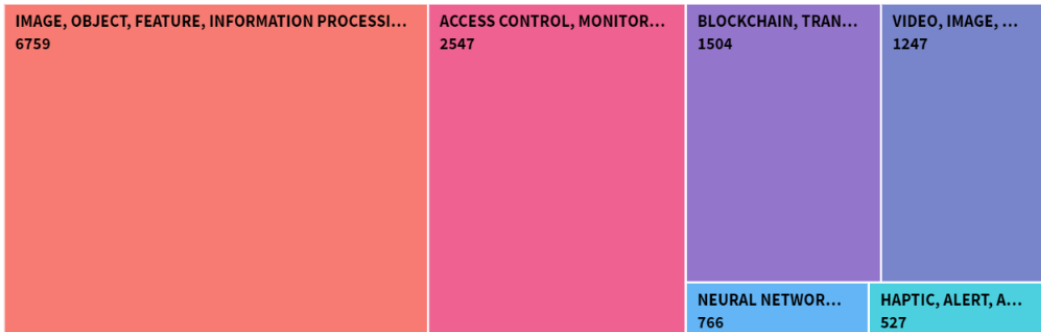 IMAGE, OBJECT, FEATURE, INFORMATION PROCESSI...
6759
ACCESS CONTROL, MONITOR...
2547
BLOCKCHAIN, TRAN...
1504
VIDEO, IMAGE, ...
1247
NEURAL NETWOR...
766
HAPTIC, ALERT, A...
527